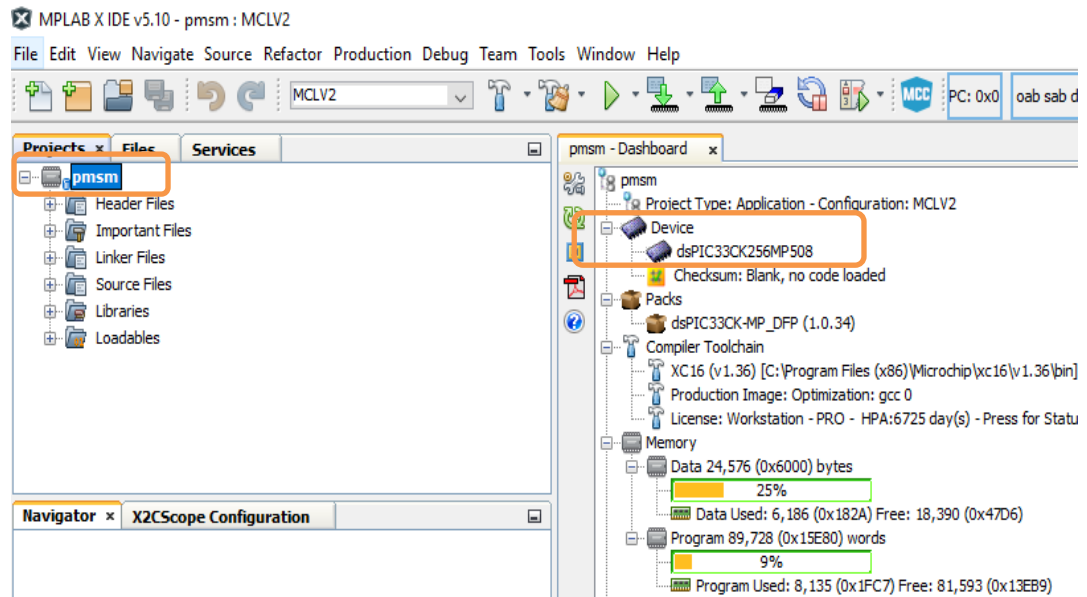 MPLAB X IDE v5.10 - pmsm : MCLV2
File Edit View Navigate Source Refactor Production Debug Team Tools Window Help
MCLV2
MCC
PC: 0x0
oab sab d
Projects × Files Services
pmsm
Header Files
Important Files
Linker Files
Source Files
Libraries
Loadables
Navigator × X2CScope Configuration
pmsm - Dashboard ×
pmsm
Project Type: Application - Configuration: MCLV2
Device
dsPIC33CK256MP508
Checksum: Blank, no code loaded
Packs
dsPIC33CK-MP_DFP (1.0.34)
Compiler Toolchain
XC16 (v1.36) [C:\Program Files (x86)\Microchip\xc16\v1.36\bin]
Production Image: Optimization: gcc 0
License: Workstation - PRO - HPA:6725 day(s) - Press for Statu
Memory
Data 24,576 (0x6000) bytes
25%
Data Used: 6,186 (0x182A) Free: 18,390 (0x47D6)
Program 89,728 (0x15E80) words
9%
Program Used: 8,135 (0x1FC7) Free: 81,593 (0x13EB9)